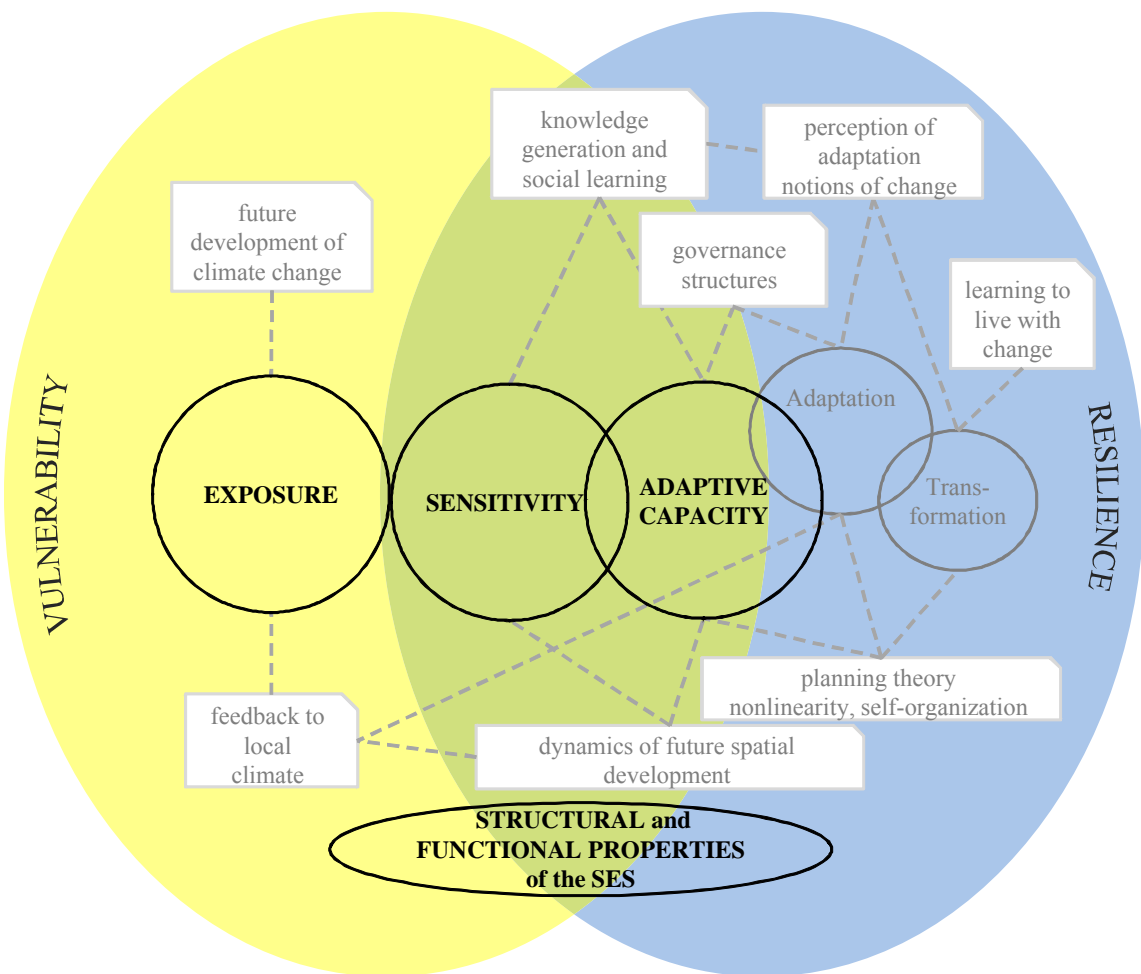 knowledge
generation and
social learning
perception of
adaptation
notions of change
future
development of
climate change
governance
structures
learning to
live with
change
VULNERABILITY
EXPOSURE
SENSITIVITY
ADAPTIVE
CAPACITY
Adaptation
Trans-
formation
RESILIENCE
feedback to
local
climate
dynamics of future spatial
development
planning theory
nonlinearity, self-organization
STRUCTURAL and
FUNCTIONAL PROPERTIES
of the SES